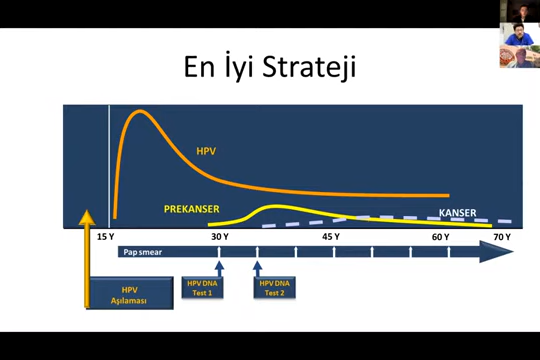 En İyi Strateji
HPV
PREKANSER
KANSER
15 Y
30 Y
45 Y
60 Y
70 Y
Pap smear
HPV
Aşılaması
HPV DNA
Test 1
HPV DNA
Test 2